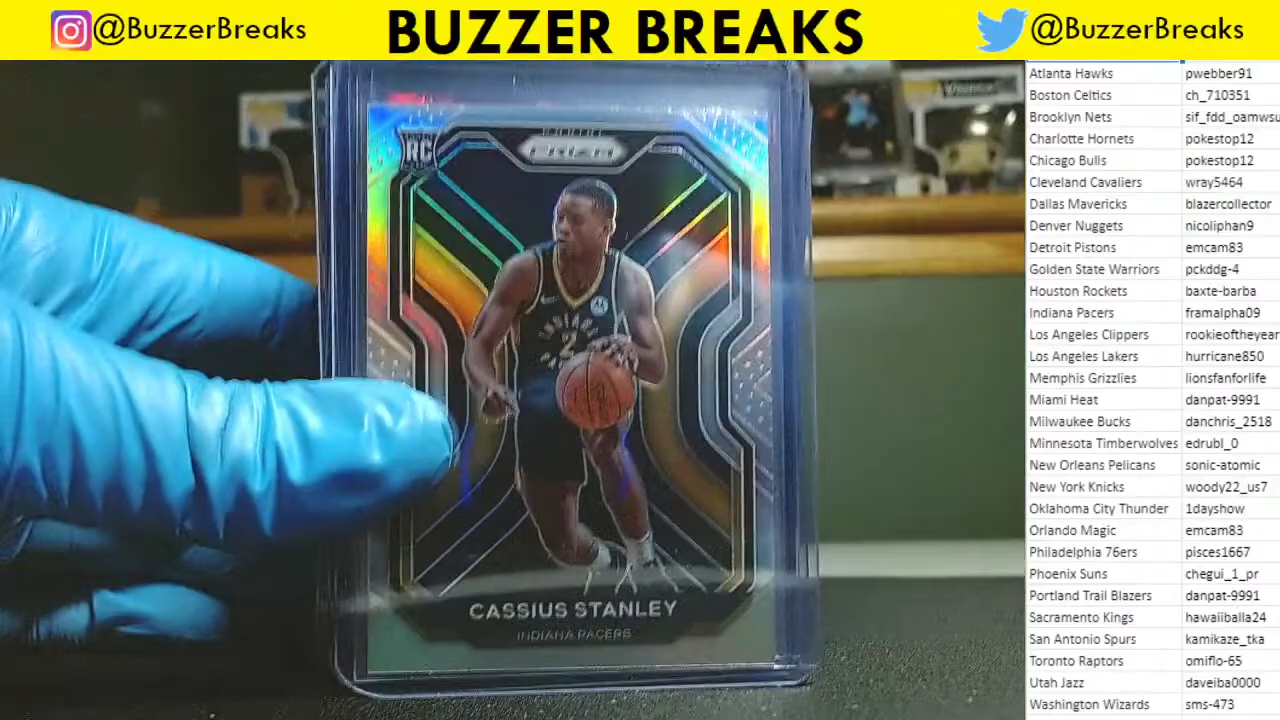 @BuzzerBreaks
BUZZER BREAKS
@BuzzerBreaks
RC
PRIZM
INDIANA
2
CASSIUS STANLEY
INDIANA PACERS
Atlanta Hawks pwebber91
Boston Celtics ch_710351
Brooklyn Nets sif_fdd_oamwsu
Charlotte Hornets pokestop12
Chicago Bulls pokestop12
Cleveland Cavaliers wray5464
Dallas Mavericks blazercollector
Denver Nuggets nicoliphan9
Detroit Pistons emcam83
Golden State Warriors pckddg-4
Houston Rockets baxte-barba
Indiana Pacers framalpha09
Los Angeles Clippers rookieoftheyear
Los Angeles Lakers hurricane850
Memphis Grizzlies lionsfanforlife
Miami Heat danpat-9991
Milwaukee Bucks danchris_2518
Minnesota Timberwolves edrubl_0
New Orleans Pelicans sonic-atomic
New York Knicks woody22_us7
Oklahoma City Thunder 1dayshow
Orlando Magic emcam83
Philadelphia 76ers pisces1667
Phoenix Suns chegui_1_pr
Portland Trail Blazers danpat-9991
Sacramento Kings hawaiiballa24
San Antonio Spurs kamikaze_tka
Toronto Raptors omiflo-65
Utah Jazz daveiba0000
Washington Wizards sms-473